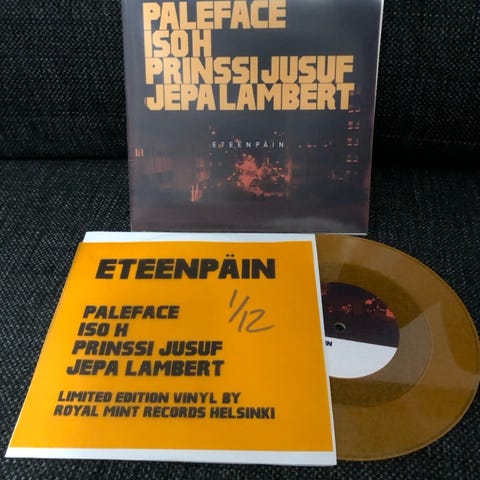 PALEFACE
ISO H
PRINSSI JUSUF
JEPA LAMBERT
ETEENPÄIN
ETEENPÄIN
1/12
PALEFACE
ISO H
PRINSSI JUSUF
JEPA LAMBERT
LIMITED EDITION VINYL BY
ROYAL MINT RECORDS HELSINKI